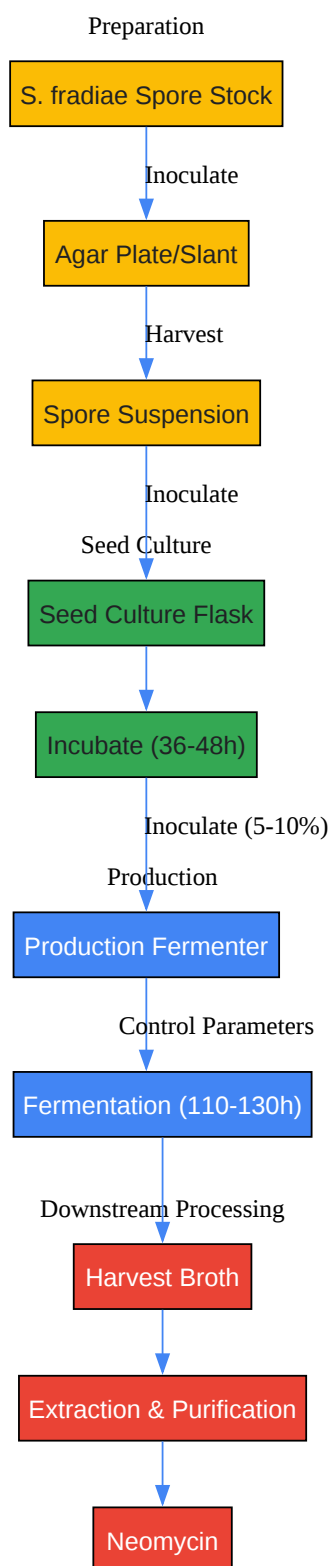 Preparation
S. fradiae Spore Stock
Inoculate
Agar Plate/Slant
Harvest
Spore Suspension
Inoculate
Seed Culture
Seed Culture Flask
Incubate (36-48h)
Inoculate (5-10%)
Production
Production Fermenter
Control Parameters
Fermentation (110-130h)
Downstream Processing
Harvest Broth
Extraction & Purification
Neomycin